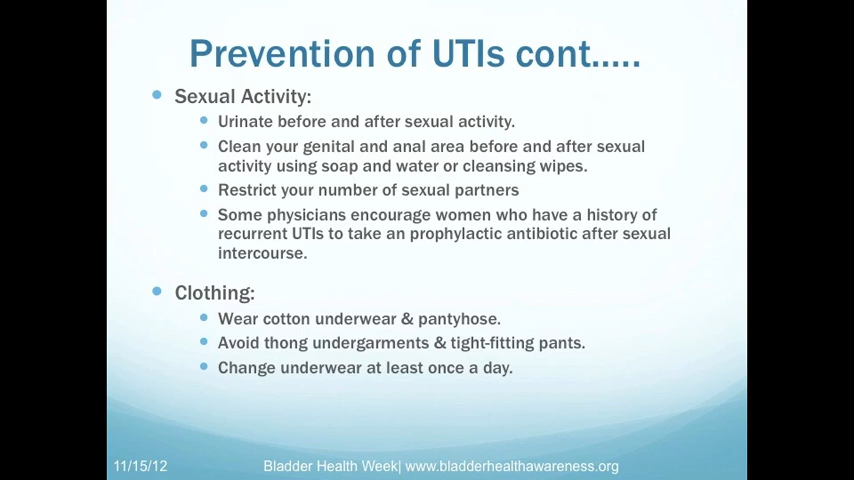 Prevention of UTIs cont.....
• Sexual Activity:
• Urinate before and after sexual activity.
• Clean your genital and anal area before and after sexual
activity using soap and water or cleansing wipes.
• Restrict your number of sexual partners
• Some physicians encourage women who have a history of
recurrent UTIs to take an prophylactic antibiotic after sexual
intercourse.
• Clothing:
• Wear cotton underwear & pantyhose.
• Avoid thong undergarments & tight-fitting pants.
• Change underwear at least once a day.
11/15/12 Bladder Health Week| www.bladderhealthawareness.org